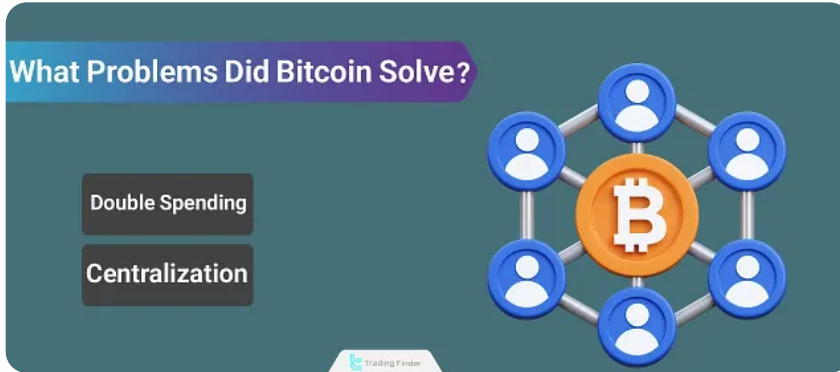 What Problems Did Bitcoin Solve?
Double Spending
Centralization
Trading Finder